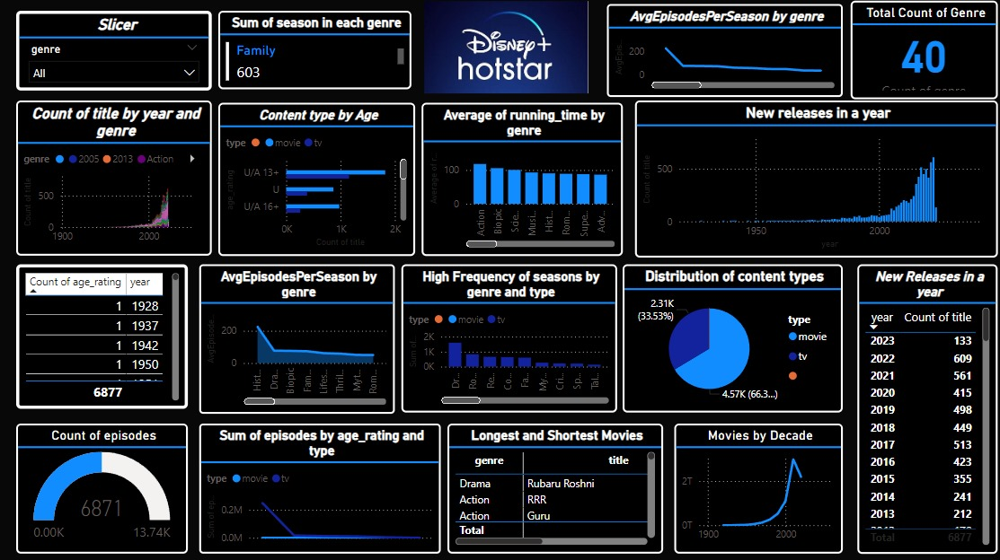 Slicer
genre
All
Sum of season in each genre
Family
603
Disney+
hotstar
AvgEpisodesPerSeason by genre
AvgEpis...
200
0
Total Count of Genre
40
Count of genre
Count of title by year and
genre
genre 2005 2013 Action
Count of title
500
0
1900 2000
Content type by Age
type movie tv
age_rating
U/A 13+
U
U/A 16+
0K 1K 2K
Count of title
Average of running_time by
genre
Average of r...
100
0
Action Biopic Scie... Musi... Hist... Rom... Supe... Adv...
New releases in a year
Count of title
500
0
1950 2000
year
Count of age_rating year
1 1928
1 1937
1 1942
1 1950
6877
AvgEpisodesPerSeason by
genre
AvgEpisode...
200
0
Hist... Dra... Biopic Fam... Lifes... Thril... Myt... Rom...
High Frequency of seasons by
genre and type
type movie tv
Sum of...
2K
1K
0K
Dr... Ro... Re... Co... Fa... My... Cri... Sp... Tal...
Distribution of content types
2.31K
(33.53%)
4.57K (66.3...)
type
movie
tv
New Releases in a
year
year Count of title
2023 133
2022 609
2021 561
2020 415
2019 498
2018 449
2017 513
2016 423
2015 355
2014 241
2013 212
Total 6877
Count of episodes
6871
0.00K 13.74K
Sum of episodes by age_rating and
type
type movie tv
Sum of ep...
0.2M
0.0M
Longest and Shortest Movies
genre title
Drama Rubaru Roshni
Action RRR
Action Guru
Total
Movies by Decade
2T
0T
1900 2000